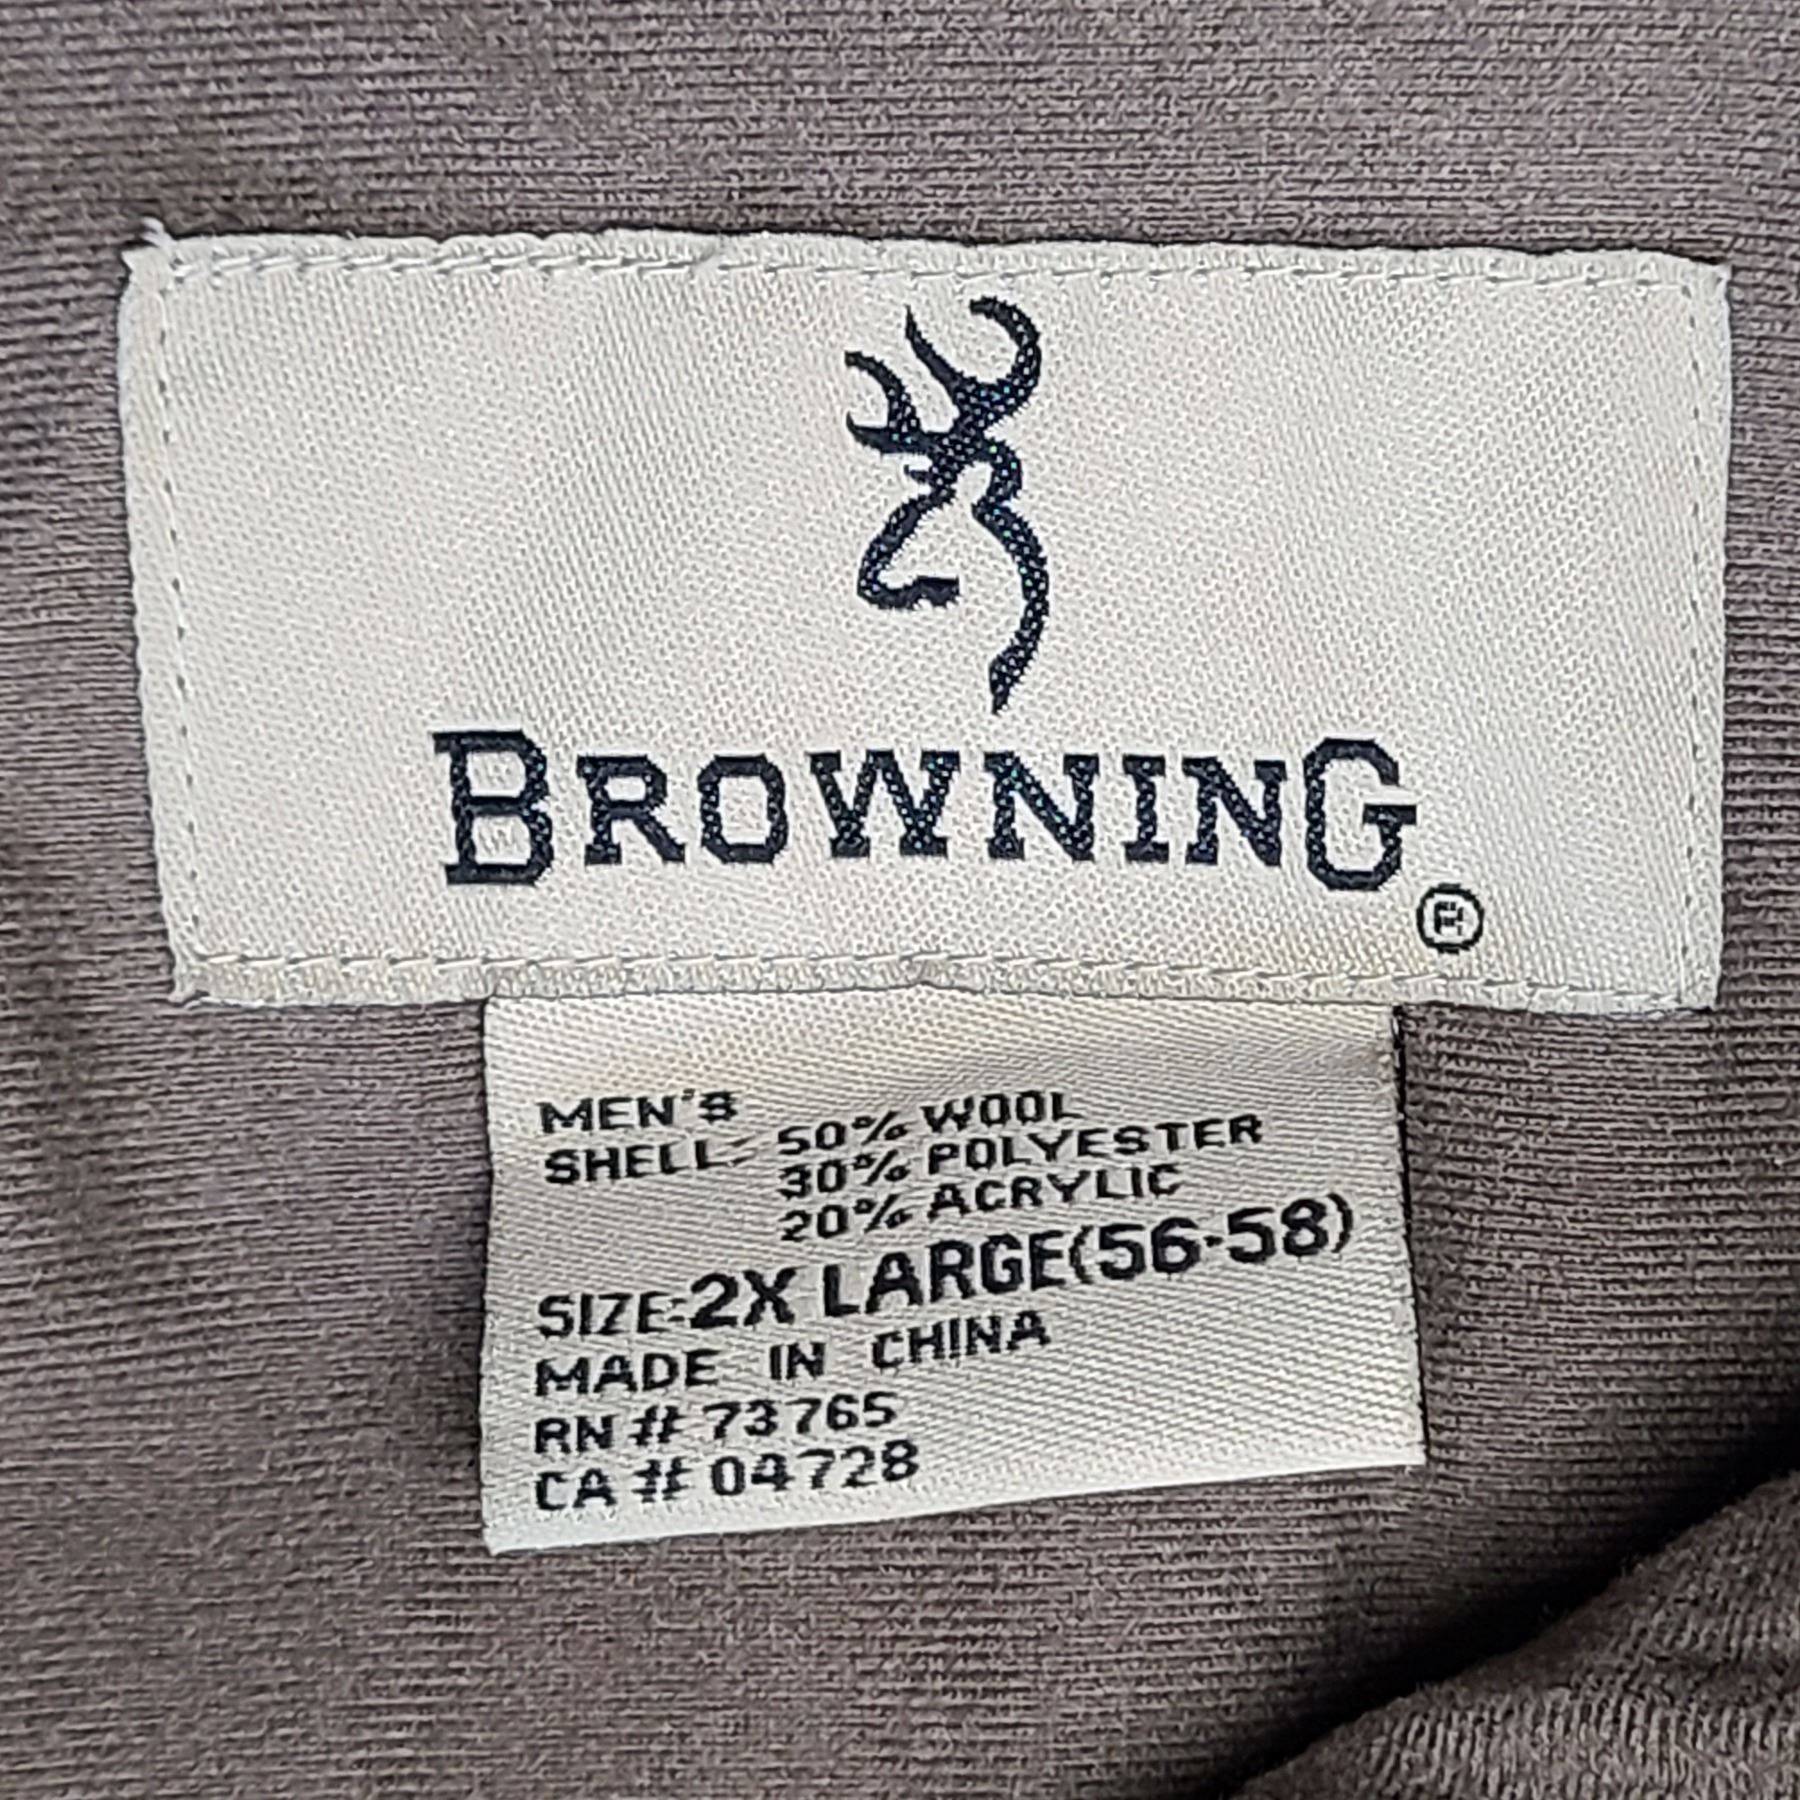 BROWNING®
MEN'S
SHELL: 50% WOOL
30% POLYESTER
20% ACRYLIC
SIZE:2X LARGE(56-58)
MADE IN CHINA
RN # 73765
CA # 04728